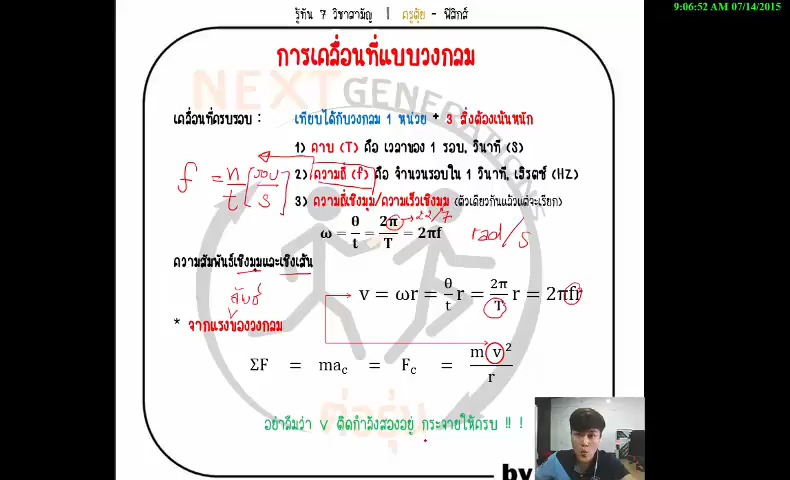 รู้ทัน 7 วิชาสามัญ | ครูตุ้ย - ฟิสิกส์
9:06:52 AM 07/14/2015
การเคลื่อนที่แบบวงกลม
NEXT GENERATIONS
เคลื่อนที่ครบรอบ : เทียบได้กับวงกลม 1 หน่วย + 3 สิ่งต้องเน้นหนัก
1) คาบ (T) คือ เวลาของ 1 รอบ, วินาที (S)
2) ความถี่ (f) คือ จำนวนรอบใน 1 วินาที, เฮิรตซ์ (HZ)
f = n/t [รอบ/s]
3) ความถี่เชิงมุม/ความเร็วเชิงมุม (ตัวเดียวกันแล้วแต่จะเรียก)
ω = θ/t = 2π/T = 2πf
22/7
rad/s
ความสัมพันธ์เชิงมุมและเชิงเส้น
v = ωr = θ/t r = 2π/T r = 2πfr
* จากแรงของวงกลม
ΣF = ma꜀ = F꜀ = m v²/r
ต่อรุ่น
อย่าลืมว่า v ติดกำลังสองอยู่ กระจายให้ครบ !! !
by